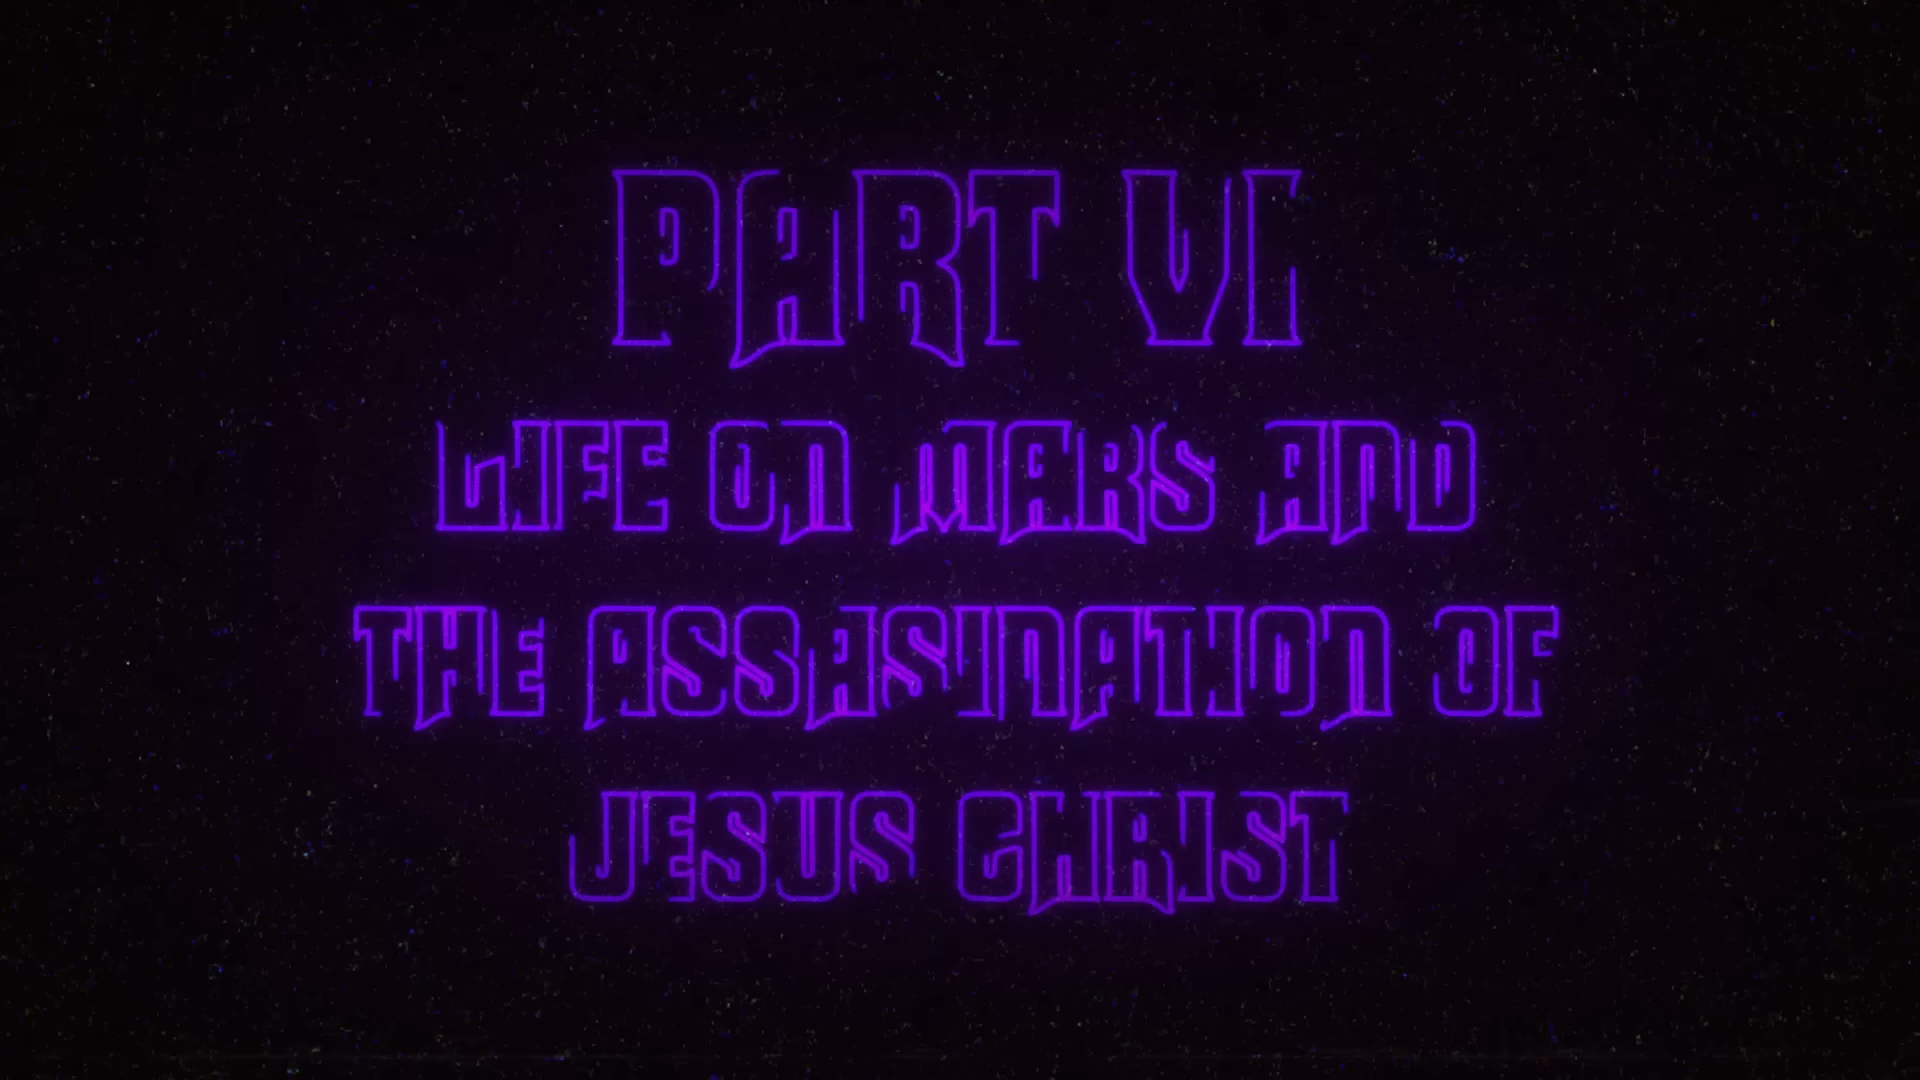 PART VI
LIFE ON MARS AND
THE ASSASINATION OF
JESUS CHRIST